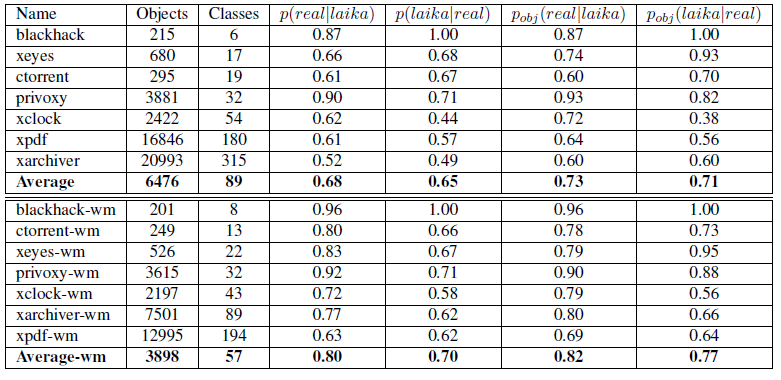 Name Objects Classes p(real|laika) p(laika|real) p_obj(real|laika) p_obj(laika|real)
blackhack 215 6 0.87 1.00 0.87 1.00
xeyes 680 17 0.66 0.68 0.74 0.93
ctorrent 295 19 0.61 0.67 0.60 0.70
privoxy 3881 32 0.90 0.71 0.93 0.82
xclock 2422 54 0.62 0.44 0.72 0.38
xpdf 16846 180 0.61 0.57 0.64 0.56
xarchiver 20993 315 0.52 0.49 0.60 0.60
Average 6476 89 0.68 0.65 0.73 0.71
blackhack-wm 201 8 0.96 1.00 0.96 1.00
ctorrent-wm 249 13 0.80 0.66 0.78 0.73
xeyes-wm 526 22 0.83 0.67 0.79 0.95
privoxy-wm 3615 32 0.92 0.71 0.90 0.88
xclock-wm 2197 43 0.72 0.58 0.79 0.56
xarchiver-wm 7501 89 0.77 0.62 0.80 0.66
xpdf-wm 12995 194 0.63 0.62 0.69 0.64
Average-wm 3898 57 0.80 0.70 0.82 0.77